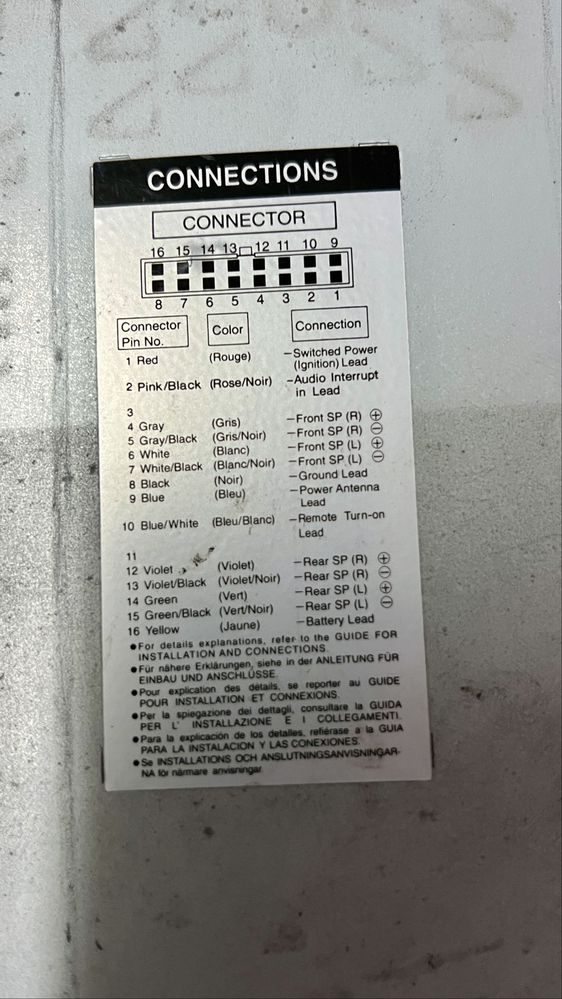 CONNECTIONS
CONNECTOR
16 15 14 13 12 11 10 9
8 7 6 5 4 3 2 1
Connector Pin No. Color Connection
1 Red (Rouge) –Switched Power
(Ignition) Lead
2 Pink/Black (Rose/Noir) –Audio Interrupt
in Lead
3
4 Gray (Gris) –Front SP (R) ⊕
5 Gray/Black (Gris/Noir) –Front SP (R) ⊖
6 White (Blanc) –Front SP (L) ⊕
7 White/Black (Blanc/Noir) –Front SP (L) ⊖
8 Black (Noir) –Ground Lead
9 Blue (Bleu) –Power Antenna
Lead
10 Blue/White (Bleu/Blanc) –Remote Turn-on
Lead
11
12 Violet (Violet) –Rear SP (R) ⊕
13 Violet/Black (Violet/Noir) –Rear SP (R) ⊖
14 Green (Vert) –Rear SP (L) ⊕
15 Green/Black (Vert/Noir) –Rear SP (L) ⊖
16 Yellow (Jaune) –Battery Lead
●For details explanations, refer to the GUIDE FOR
INSTALLATION AND CONNECTIONS.
●Für nähere Erklärungen, siehe in der ANLEITUNG FÜR
EINBAU UND ANSCHLÜSSE.
●Pour explication des détails, se reporter au GUIDE
POUR INSTALLATION ET CONNEXIONS.
●Per la spiegazione dei dettagli, consultare la GUIDA
PER L' INSTALLAZIONE E I COLLEGAMENTI.
●Para la explicación de los detalles, refiérase a la GUIA
PARA LA INSTALACION Y LAS CONEXIONES.
●Se INSTALLATIONS OCH ANSLUTNINGSANVISNINGAR-
NA för närmare anvisningar.